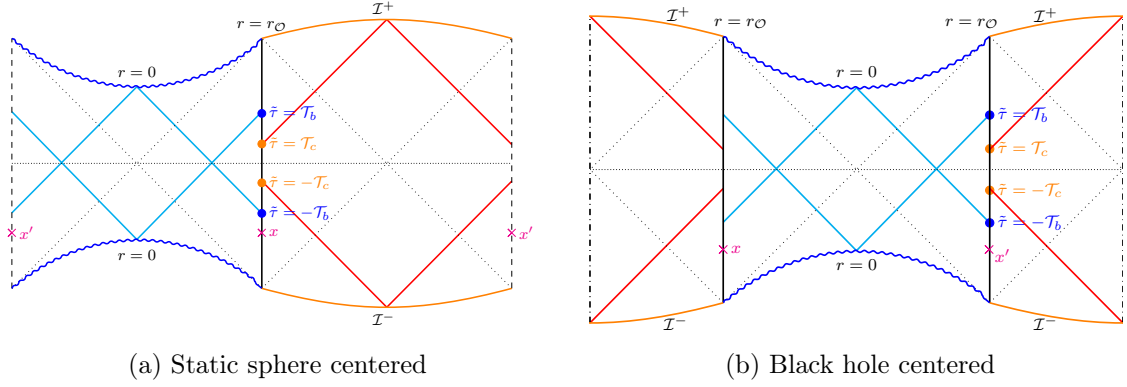 r = r_𝒪
ℐ⁺
r = 0
τ̃ = 𝒯_b
τ̃ = 𝒯_c
τ̃ = −𝒯_c
τ̃ = −𝒯_b
x′
x
x′
r = 0
ℐ⁻
(a) Static sphere centered
ℐ⁺
r = r_𝒪
r = r_𝒪
ℐ⁺
r = 0
τ̃ = 𝒯_b
τ̃ = 𝒯_c
τ̃ = −𝒯_c
τ̃ = −𝒯_b
x
x′
r = 0
ℐ⁻
ℐ⁻
(b) Black hole centered